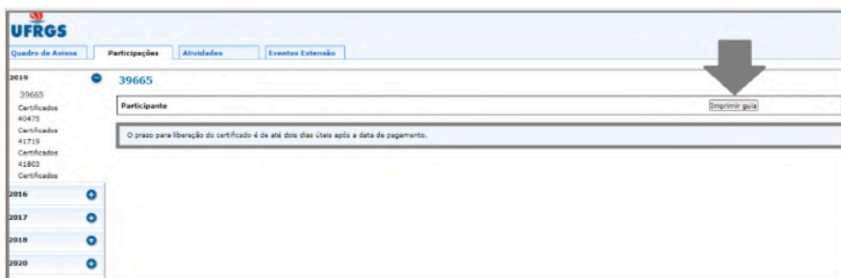 UFRGS
Quadro de Avisos
Participações
Atividades
Eventos Extensão
2019
39665
Certificados
40475
Certificados
41719
Certificados
41803
Certificados
2016
2017
2018
2020
39665
Participante
Imprimir guia
O prazo para liberação do certificado é de até dois dias úteis após a data de pagamento.